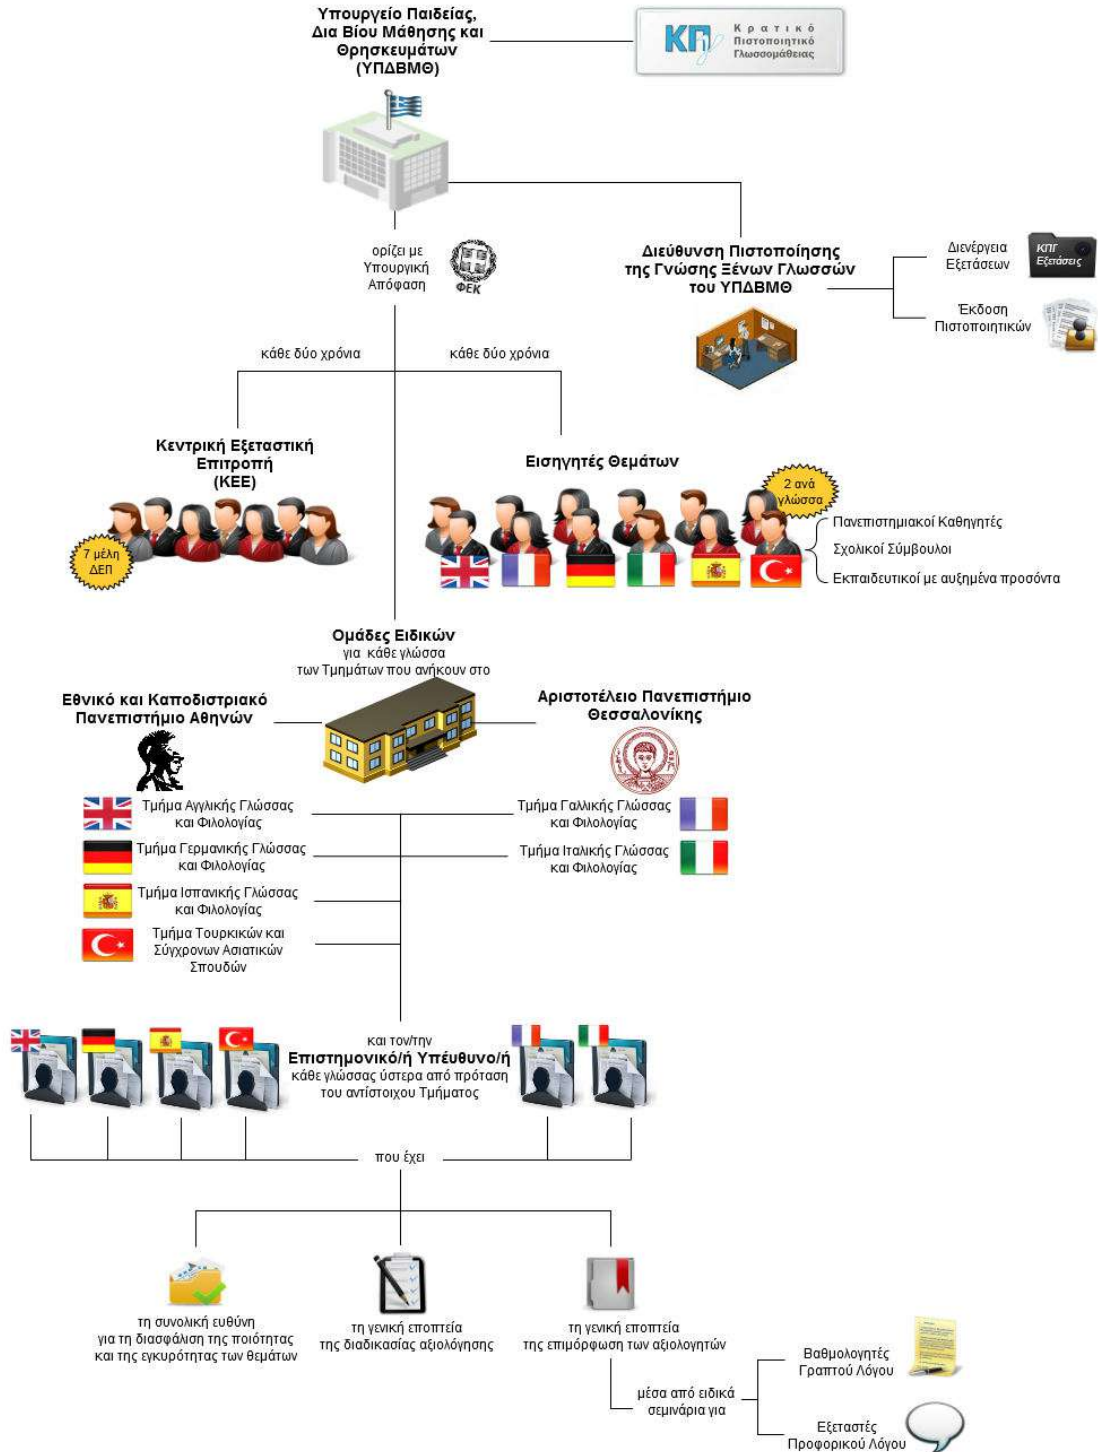 Υπουργείο Παιδείας,
Δια Βίου Μάθησης και
Θρησκευμάτων
(ΥΠΔΒΜΘ)
ΚΠγ
Κρατικό
Πιστοποιητικό
Γλωσσομάθειας
ορίζει με
Υπουργική
Απόφαση
ΦΕΚ
Διεύθυνση Πιστοποίησης
της Γνώσης Ξένων Γλωσσών
του ΥΠΔΒΜΘ
Διενέργεια
Εξετάσεων
ΚΠΓ
Εξετάσεις
Έκδοση
Πιστοποιητικών
κάθε δύο χρόνια
κάθε δύο χρόνια
Κεντρική Εξεταστική
Επιτροπή
(ΚΕΕ)
7 μέλη
ΔΕΠ
Εισηγητές Θεμάτων
2 ανά
γλώσσα
Πανεπιστημιακοί Καθηγητές
Σχολικοί Σύμβουλοι
Εκπαιδευτικοί με αυξημένα προσόντα
Ομάδες Ειδικών
για κάθε γλώσσα
των Τμημάτων που ανήκουν στο
Εθνικό και Καποδιστριακό
Πανεπιστήμιο Αθηνών
Αριστοτέλειο Πανεπιστήμιο
Θεσσαλονίκης
Τμήμα Αγγλικής Γλώσσας
και Φιλολογίας
Τμήμα Γαλλικής Γλώσσας
και Φιλολογίας
Τμήμα Γερμανικής Γλώσσας
και Φιλολογίας
Τμήμα Ιταλικής Γλώσσας
και Φιλολογίας
Τμήμα Ισπανικής Γλώσσας
και Φιλολογίας
Τμήμα Τουρκικών και
Σύγχρονων Ασιατικών
Σπουδών
και τον/την
Επιστημονικό/ή Υπέυθυνο/ή
κάθε γλώσσας ύστερα από πρόταση
του αντίστοιχου Τμήματος
που έχει
τη συνολική ευθύνη
για τη διασφάλιση της ποιότητας
και της εγκυρότητας των θεμάτων
τη γενική εποπτεία
της διαδικασίας αξιολόγησης
τη γενική εποπτεία
της επιμόρφωση των αξιολογητών
μέσα από ειδικά
σεμινάρια για
Βαθμολογητές
Γραπτού Λόγου
Εξεταστές
Προφορικού Λόγου